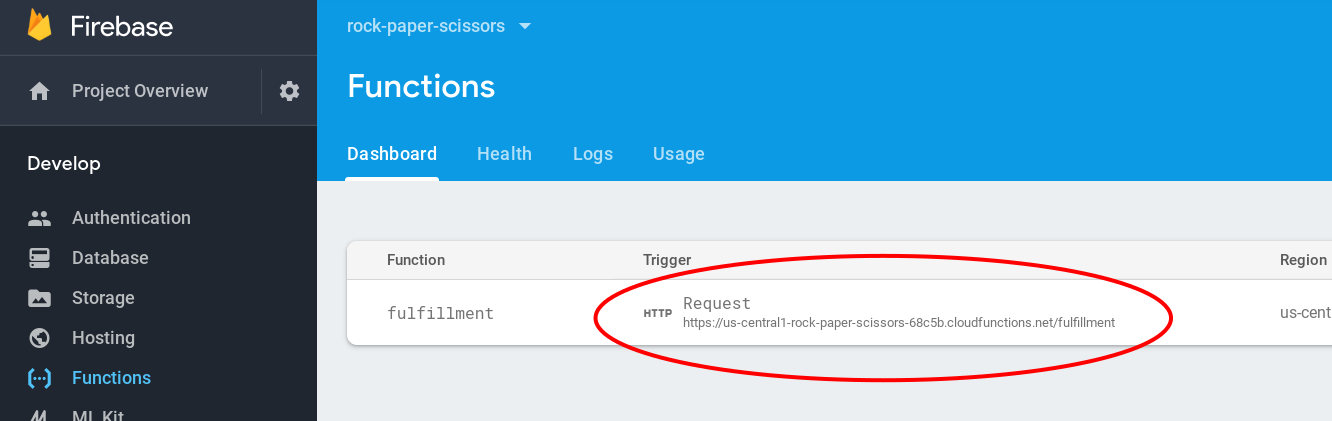 Firebase
rock-paper-scissors
Project Overview
Functions
Dashboard Health Logs Usage
Develop
Authentication
Database
Storage
Hosting
Functions
ML Kit
Function Trigger Region
fulfillment HTTP Request us-cent
https://us-central1-rock-paper-scissors-68c5b.cloudfunctions.net/fulfillment